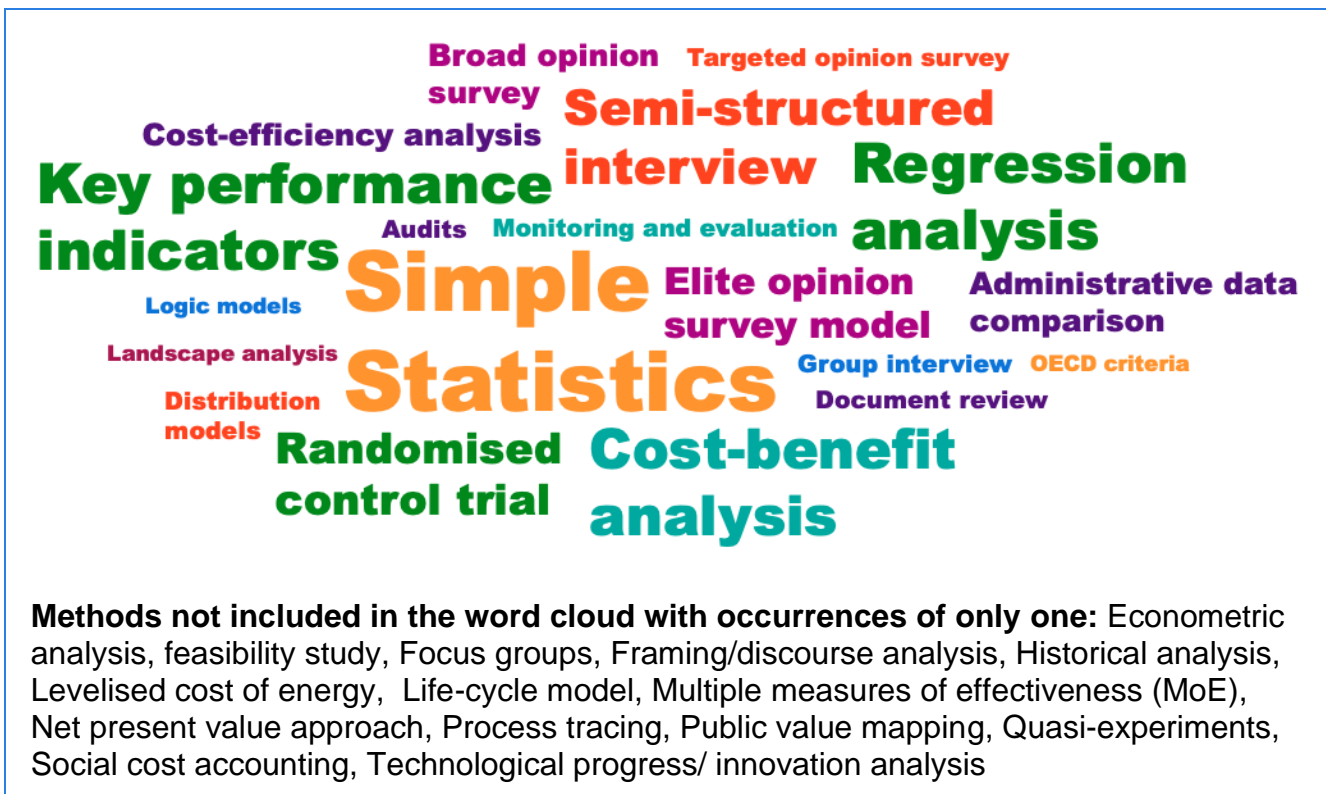 Broad opinion
survey
Targeted opinion survey
Semi-structured
interview
Cost-efficiency analysis
Key performance
indicators
Regression
analysis
Audits
Monitoring and evaluation
Simple
Statistics
Elite opinion
survey model
Administrative data
comparison
Logic models
Landscape analysis
Group interview
OECD criteria
Distribution
models
Document review
Randomised
control trial
Cost-benefit
analysis
Methods not included in the word cloud with occurrences of only one: Econometric
analysis, feasibility study, Focus groups, Framing/discourse analysis, Historical analysis,
Levelised cost of energy,  Life-cycle model, Multiple measures of effectiveness (MoE),
Net present value approach, Process tracing, Public value mapping, Quasi-experiments,
Social cost accounting, Technological progress/ innovation analysis